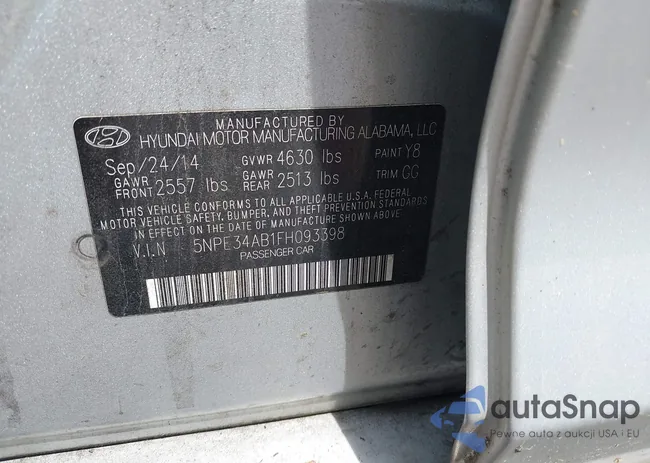 MANUFACTURED BY
HYUNDAI MOTOR MANUFACTURING ALABAMA, LLC
Sep/24/14 GVWR 4630 lbs PAINT Y8
GAWR FRONT 2557 lbs GAWR REAR 2513 lbs TRIM GG
THIS VEHICLE CONFORMS TO ALL APPLICABLE U.S.A. FEDERAL
MOTOR VEHICLE SAFETY, BUMPER, AND THEFT PREVENTION STANDARDS
IN EFFECT ON THE DATE OF MANUFACTURE SHOWN ABOVE.
V.I.N 5NPE34AB1FH093398
PASSENGER CAR
autaSnap
Pewne auta z aukcji USA i EU